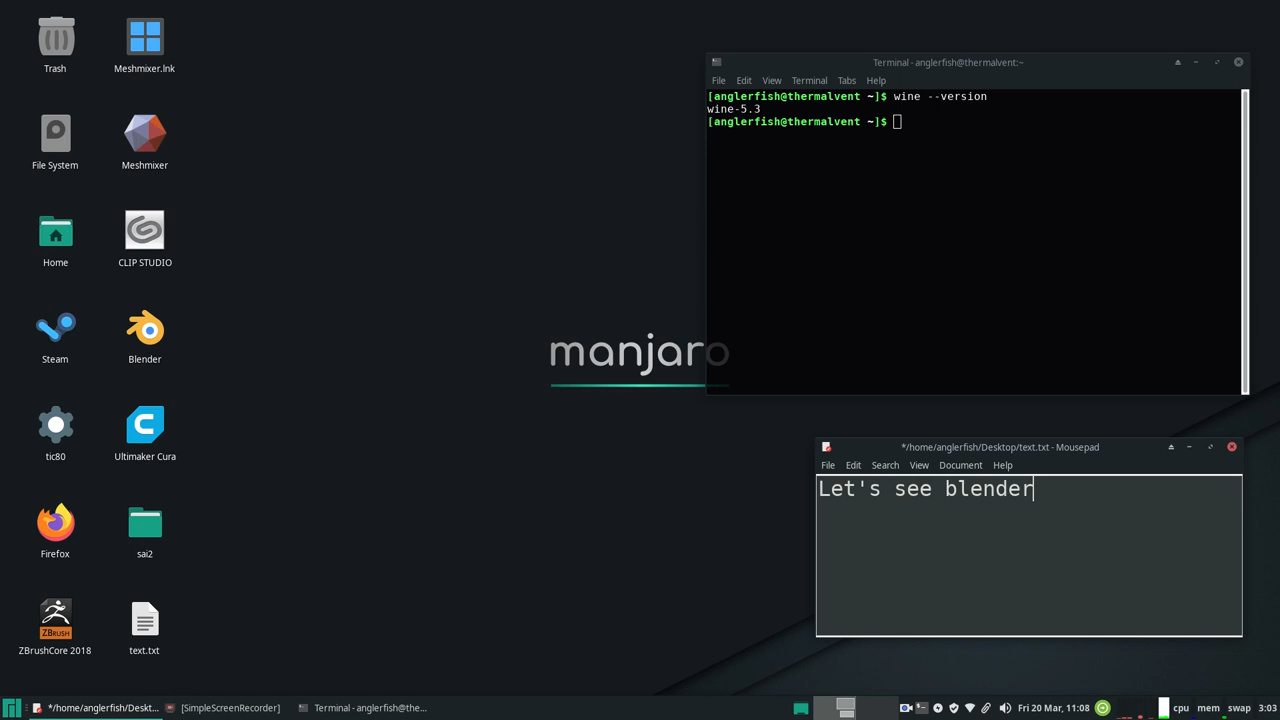 Trash
Meshmixer.lnk
File System
Meshmixer
Home
CLIP STUDIO
Steam
Blender
tic80
Ultimaker Cura
Firefox
sai2
ZBRUSH
ZBrushCore 2018
text.txt
manjaro
Terminal - anglerfish@thermalvent:~
File Edit View Terminal Tabs Help
[anglerfish@thermalvent ~]$ wine --version
wine-5.3
[anglerfish@thermalvent ~]$
*/home/anglerfish/Desktop/text.txt - Mousepad
File Edit Search View Document Help
Let's see blender
*/home/anglerfish/Deskt... [SimpleScreenRecorder] Terminal - anglerfish@the... Fri 20 Mar, 11:08 cpu mem swap 3:03